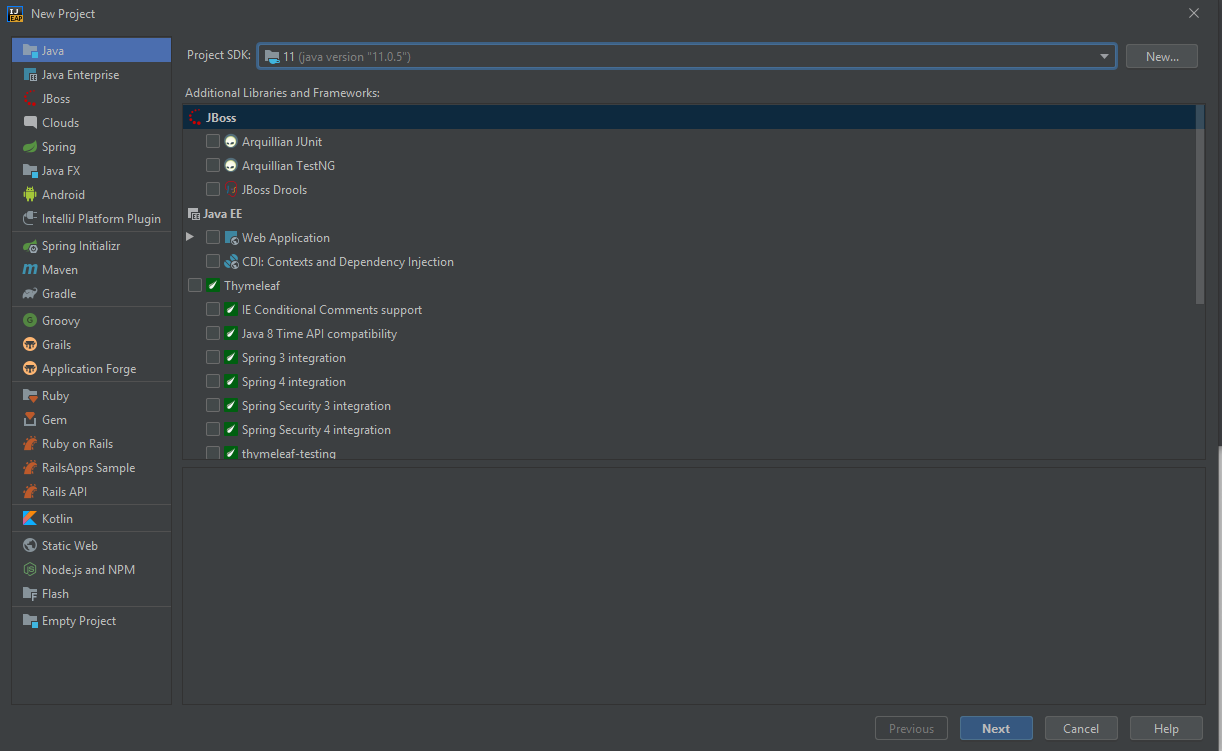 New Project
Java
Java Enterprise
JBoss
Clouds
Spring
Java FX
Android
IntelliJ Platform Plugin
Spring Initializr
Maven
Gradle
Groovy
Grails
Application Forge
Ruby
Gem
Ruby on Rails
RailsApps Sample
Rails API
Kotlin
Static Web
Node.js and NPM
Flash
Empty Project
Project SDK: 11 (java version "11.0.5") New...
Additional Libraries and Frameworks:
JBoss
Arquillian JUnit
Arquillian TestNG
JBoss Drools
Java EE
Web Application
CDI: Contexts and Dependency Injection
Thymeleaf
IE Conditional Comments support
Java 8 Time API compatibility
Spring 3 integration
Spring 4 integration
Spring Security 3 integration
Spring Security 4 integration
thymeleaf-testing
Previous Next Cancel Help